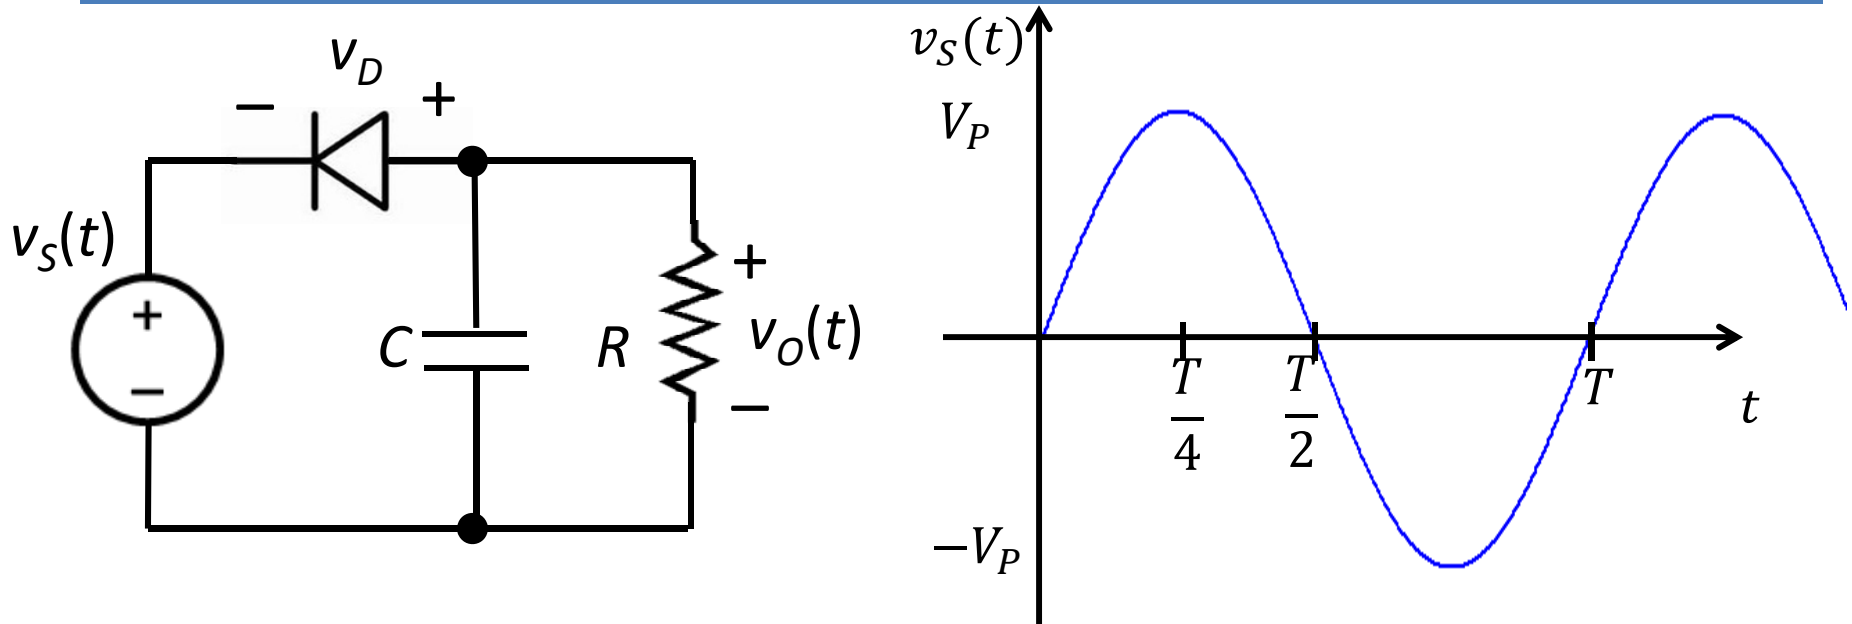 v_D
− +
v_S(t)
+
−
C
R
+
v_O(t)
−
v_S(t)
V_P
T/4
T/2
T
t
−V_P